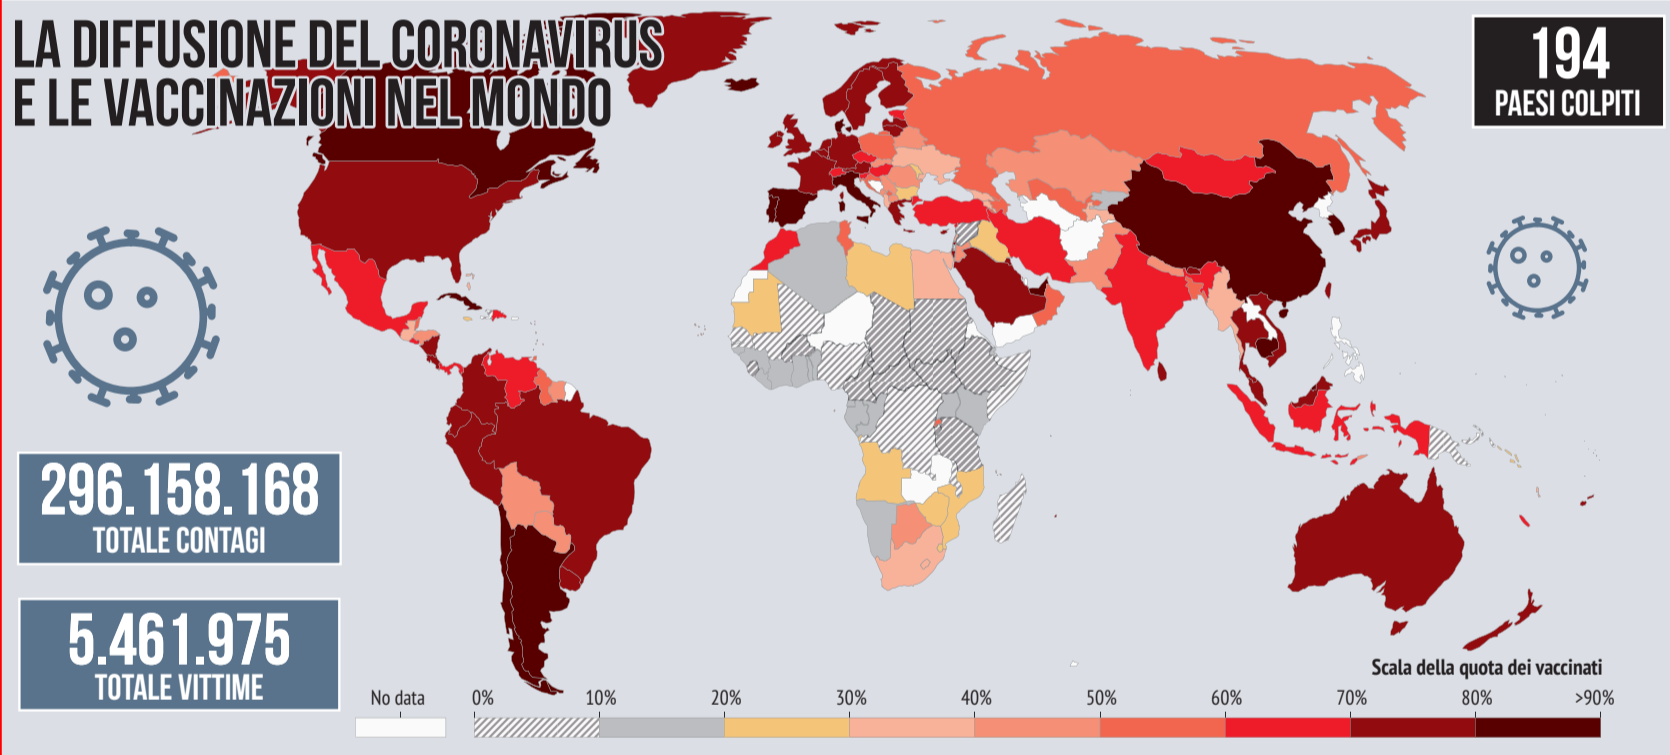 LA DIFFUSIONE DEL CORONAVIRUS
E LE VACCINAZIONI NEL MONDO
194
PAESI COLPITI
296.158.168
TOTALE CONTAGI
5.461.975
TOTALE VITTIME
Scala della quota dei vaccinati
No data 0% 10% 20% 30% 40% 50% 60% 70% 80% >90%